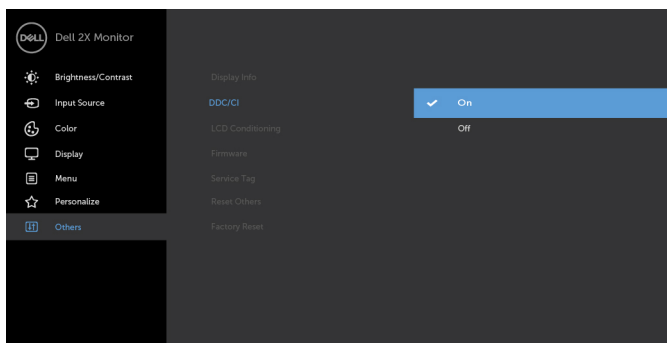 DELL
Dell 2X Monitor
Brightness/Contrast
Display Info
Input Source
DDC/CI
On
Color
LCD Conditioning
Off
Display
Firmware
Menu
Service Tag
Personalize
Reset Others
Others
Factory Reset